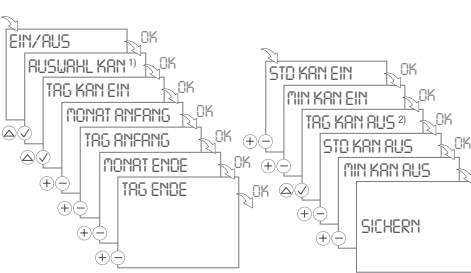 EIN/AUS
OK
AUSWAHL KAN 1)
OK
TAG KAN EIN
OK
MONAT ANFANG
OK
TAG ANFANG
OK
MONAT ENDE
OK
TAG ENDE
OK
STD KAN EIN
OK
MIN KAN EIN
OK
TAG KAN AUS 2)
OK
STD KAN AUS
OK
MIN KAN AUS
SICHERN